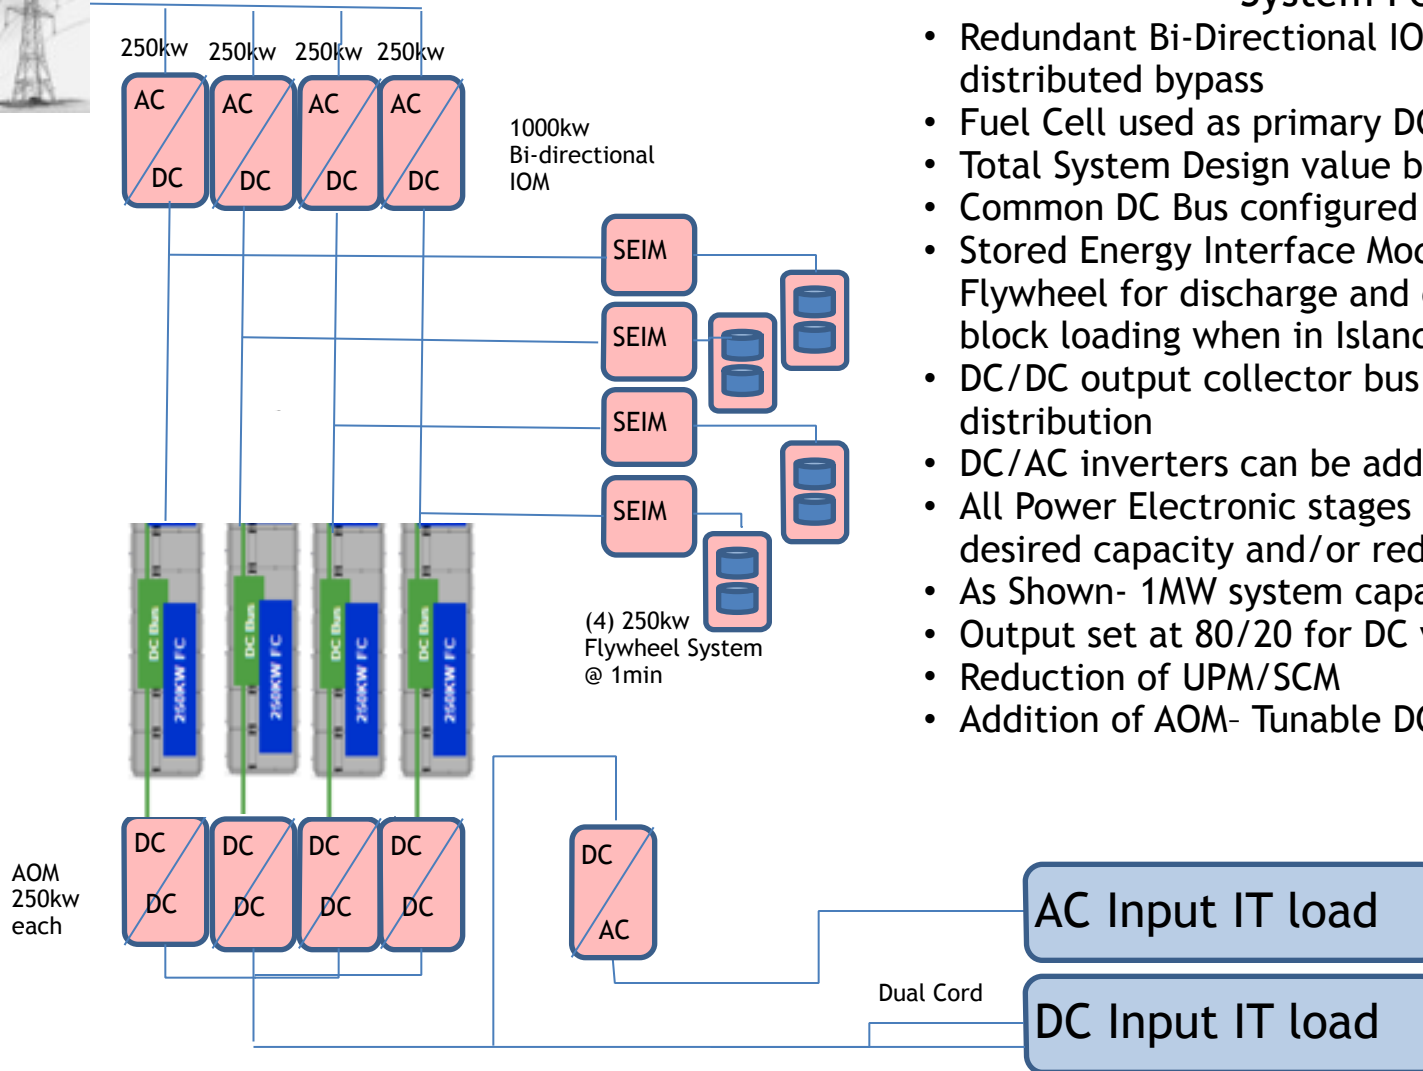 System
250kw 250kw 250kw 250kw
AC AC AC AC
DC DC DC DC
1000kw
Bi-directional
IOM
SEIM
SEIM
SEIM
SEIM
(4) 250kw
Flywheel System
@ 1min
DC Bus DC Bus DC Bus DC Bus
250KW FC 250KW FC 250KW FC 250KW FC
AOM
250kw
each
DC DC DC DC
DC DC DC DC
DC
AC
Dual Cord
AC Input IT load
DC Input IT load
• Redundant Bi-Directional
distributed bypass
• Fuel Cell used as primary
• Total System Design value
• Common DC Bus configured
• Stored Energy Interface
Flywheel for discharge and
block loading when in
• DC/DC output collector bus
distribution
• DC/AC inverters can be
• All Power Electronic stages
desired capacity and/or
• As Shown- 1MW system
• Output set at 80/20 for DC
• Reduction of UPM/SCM
• Addition of AOM– Tunable